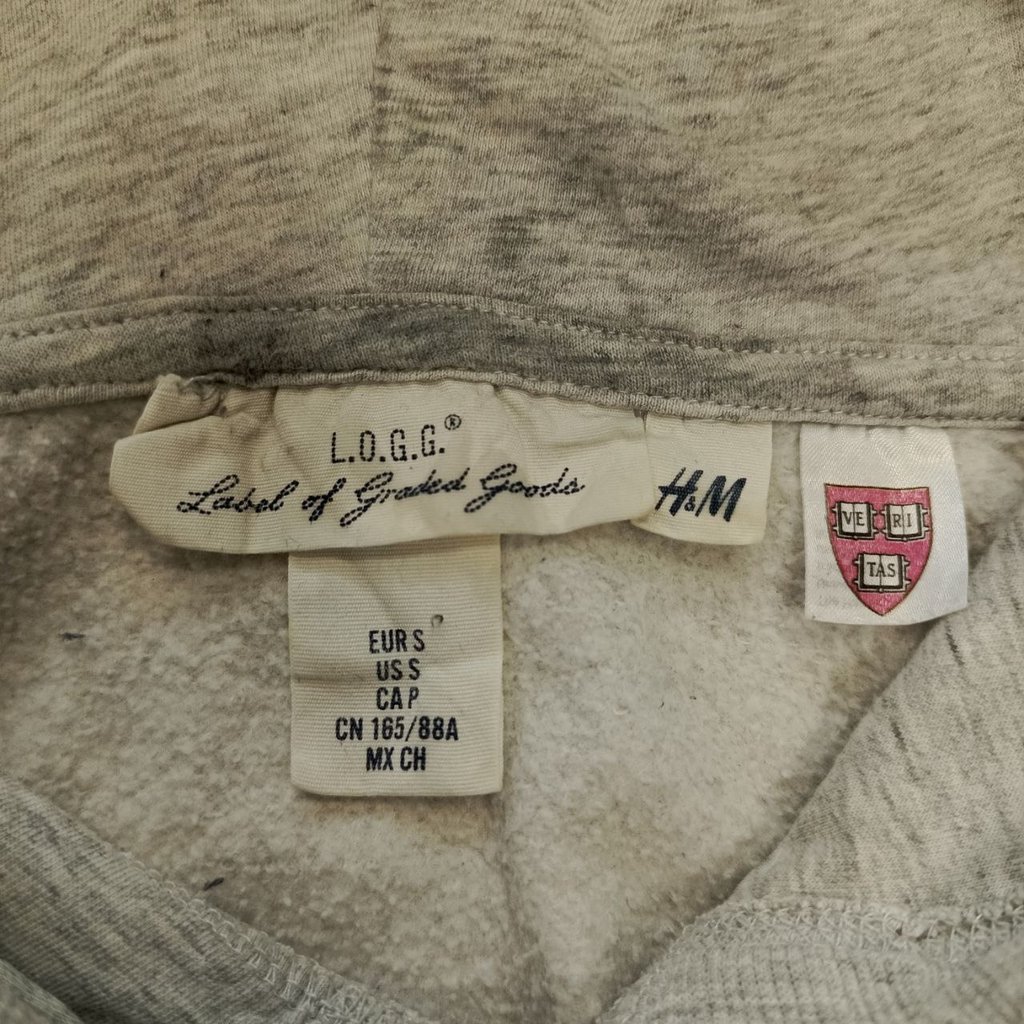 L.O.G.G.®
Label of Graded Goods
H&M
VE RI
TAS
EUR S
US S
CA P
CN 165/88A
MX CH